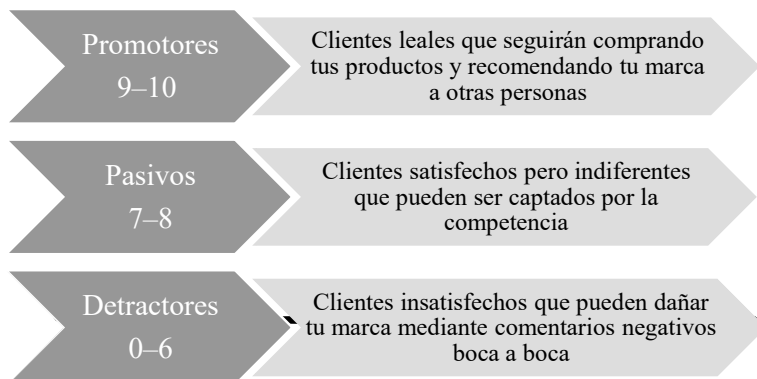 Promotores
9–10
Clientes leales que seguirán comprando
tus productos y recomendando tu marca
a otras personas
Pasivos
7–8
Clientes satisfechos pero indiferentes
que pueden ser captados por la
competencia
Detractores
0–6
Clientes insatisfechos que pueden dañar
tu marca mediante comentarios negativos
boca a boca